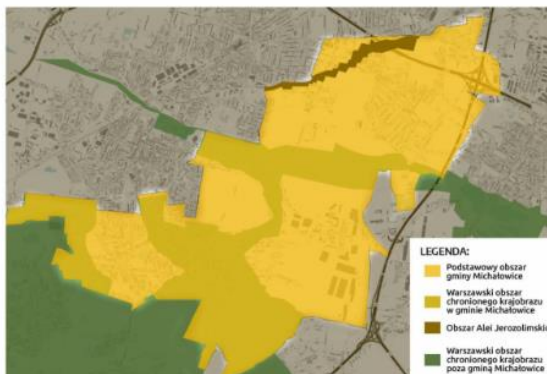 LEGENDA:
Podstawowy obszar
gminy Michałowice
Warszawski obszar
chronionego krajobrazu
w gminie Michałowice
Obszar Alei Jerozolimskich
Warszawski obszar
chronionego krajobrazu
poza gminą Michałowice